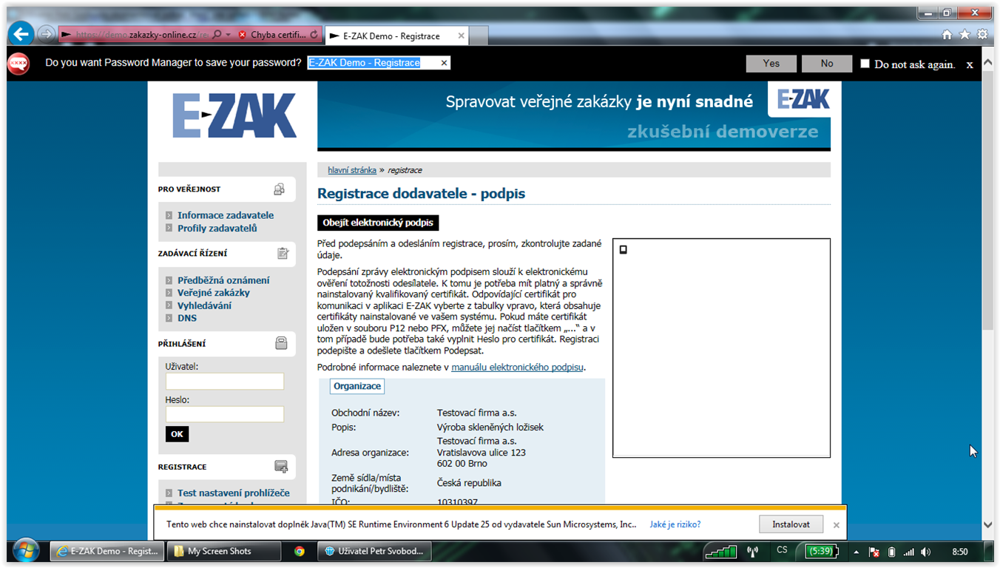 https://demo.zakazky-online.cz/re
Chyba certifi...
E-ZAK Demo - Registrace
Do you want Password Manager to save your password?
E-ZAK Demo - Registrace
Yes
No
Do not ask again.
x
E-ZAK
Spravovat veřejné zakázky je nyní snadné
E-ZAK
zkušební demoverze
hlavní stránka » registrace
PRO VEŘEJNOST
Informace zadavatele
Profily zadavatelů
ZADÁVACÍ ŘÍZENÍ
Předběžná oznámení
Veřejné zakázky
Vyhledávání
DNS
PŘIHLÁŠENÍ
Uživatel:
Heslo:
OK
REGISTRACE
Test nastavení prohlížeče
Registrace dodavatele - podpis
Obejít elektronický podpis
Před podepsáním a odesláním registrace, prosím, zkontrolujte zadané
údaje.
Podepsání zprávy elektronickým podpisem slouží k elektronickému
ověření totožnosti odesílatele. K tomu je potřeba mít platný a správně
nainstalovaný kvalifikovaný certifikát. Odpovídající certifikát pro
komunikaci v aplikaci E-ZAK vyberte z tabulky vpravo, která obsahuje
certifikáty nainstalované ve vašem systému. Pokud máte certifikát
uložen v souboru P12 nebo PFX, můžete jej načíst tlačítkem „...“ a v
tom případě bude potřeba také vyplnit Heslo pro certifikát. Registraci
podepište a odešlete tlačítkem Podepsat.
Podrobné informace naleznete v manuálu elektronického podpisu.
Organizace
Obchodní název: Testovací firma a.s.
Popis: Výroba skleněných ložisek
Testovací firma a.s.
Adresa organizace: Vratislavova ulice 123
602 00 Brno
Země sídla/místa
podnikání/bydliště: Česká republika
IČO: 10310397
Tento web chce nainstalovat doplněk Java(TM) SE Runtime Environment 6 Update 25 od vydavatele Sun Microsystems, Inc..
Jaké je riziko?
Instalovat
E-ZAK Demo - Regist...
My Screen Shots
Uživatel Petr Svobod...
CS
(5:39)
8:50